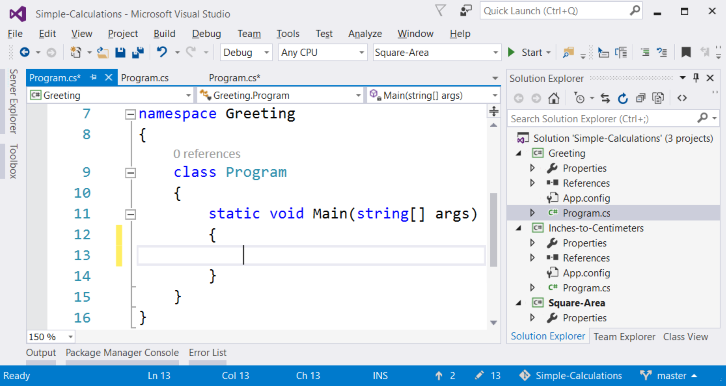 Simple-Calculations - Microsoft Visual Studio
Quick Launch (Ctrl+Q)
File Edit View Project Build Debug Team Tools Test Analyze Window Help
Debug Any CPU Square-Area Start
Server Explorer
Toolbox
Program.cs* Program.cs Program.cs*
Greeting Greeting.Program Main(string[] args)
7 namespace Greeting
8 {
0 references
9 class Program
10 {
11 static void Main(string[] args)
12 {
13
14 }
15 }
16 }
150 %
Solution Explorer
Search Solution Explorer (Ctrl+;)
Solution 'Simple-Calculations' (3 projects)
Greeting
Properties
References
App.config
Program.cs
Inches-to-Centimeters
Properties
References
App.config
Program.cs
Square-Area
Properties
Solution Explorer Team Explorer Class View
Output Package Manager Console Error List
Ready Ln 13 Col 13 Ch 13 INS 2 13 Simple-Calculations master